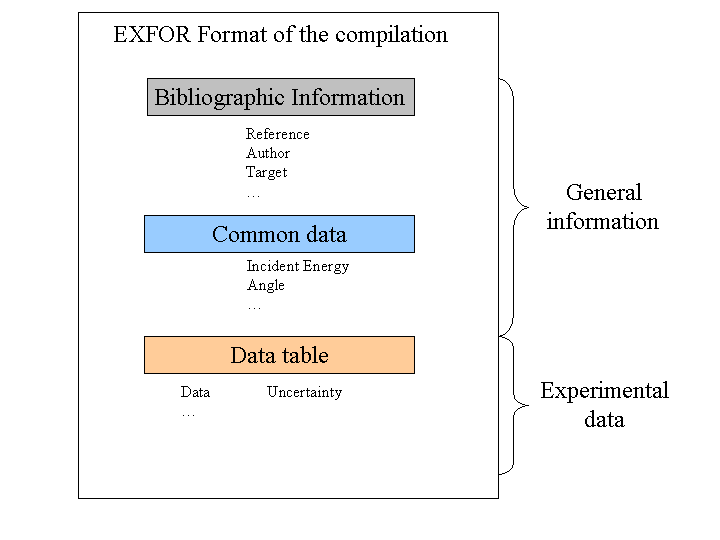 EXFOR Format of the compilation
Bibliographic Information
Reference
Author
Target
…
Common data
Incident Energy
Angle
…
Data table
Data Uncertainty
…
General
information
Experimental
data